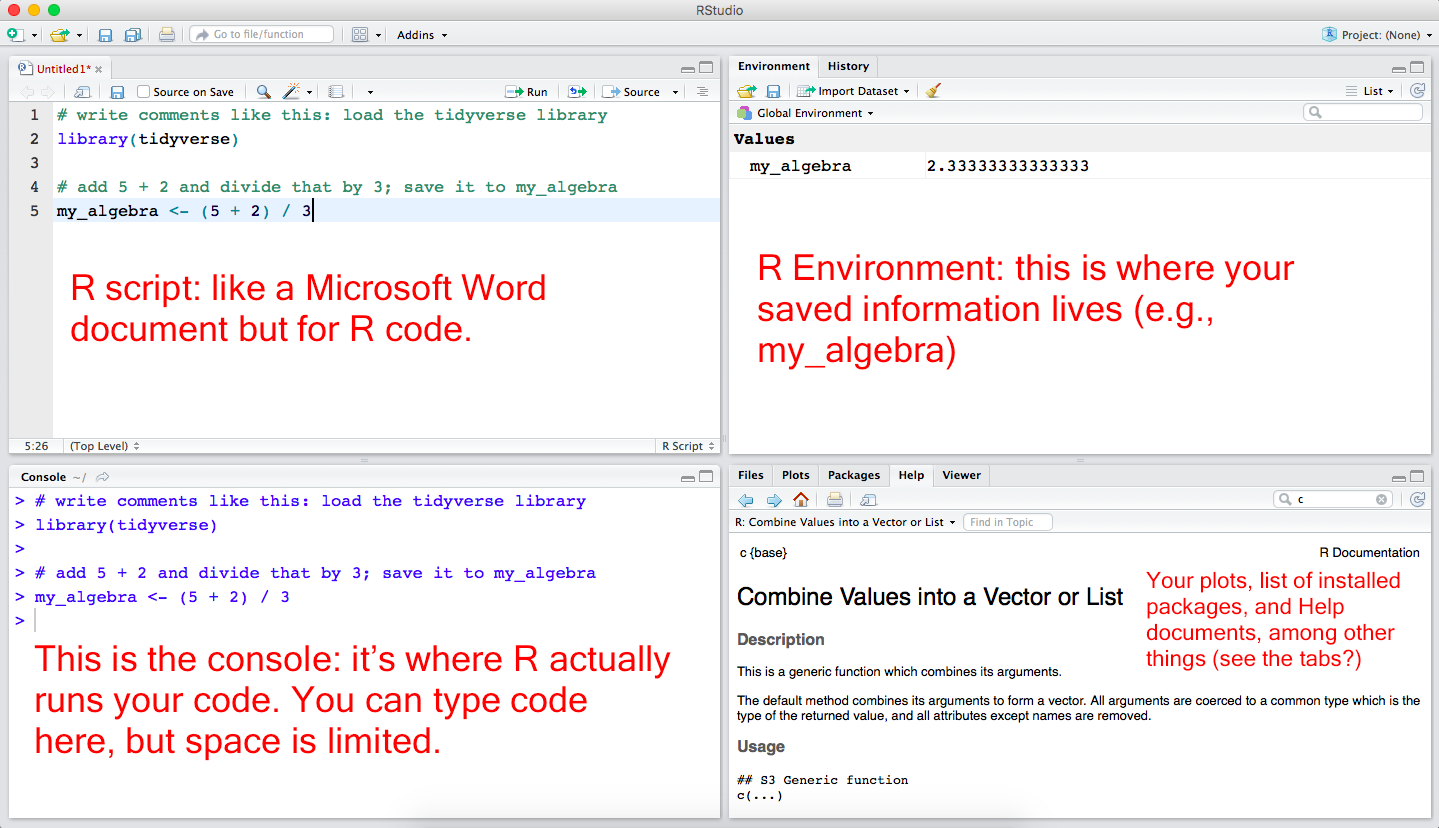 RStudio
Go to file/function
Addins
Project: (None)
Untitled1*
Source on Save
Run
Source
1 # write comments like this: load the tidyverse library
2 library(tidyverse)
3
4 # add 5 + 2 and divide that by 3; save it to my_algebra
5 my_algebra <- (5 + 2) / 3
R script: like a Microsoft Word
document but for R code.
5:26 (Top Level) R Script
Environment History
Import Dataset List
Global Environment
Values
my_algebra 2.33333333333333
R Environment: this is where your
saved information lives (e.g.,
my_algebra)
Console ~/
> # write comments like this: load the tidyverse library
> library(tidyverse)
>
> # add 5 + 2 and divide that by 3; save it to my_algebra
> my_algebra <- (5 + 2) / 3
>
This is the console: it’s where R actually
runs your code. You can type code
here, but space is limited.
Files Plots Packages Help Viewer
c
R: Combine Values into a Vector or List Find in Topic
c {base} R Documentation
Combine Values into a Vector or List
Your plots, list of installed
packages, and Help
documents, among other
things (see the tabs?)
Description
This is a generic function which combines its arguments.
The default method combines its arguments to form a vector. All arguments are coerced to a common type which is the
type of the returned value, and all attributes except names are removed.
Usage
## S3 Generic function
c(...)